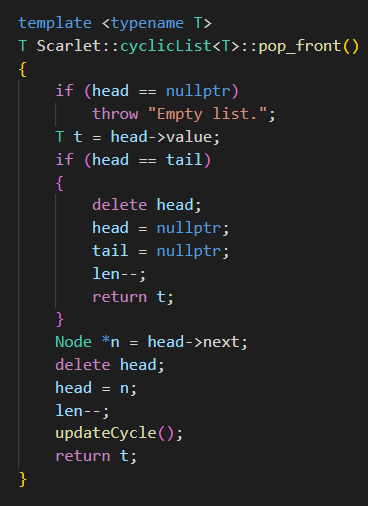 template <typename T>
T Scarlet::cyclicList<T>::pop_front()
{
    if (head == nullptr)
        throw "Empty list.";
    T t = head->value;
    if (head == tail)
    {
        delete head;
        head = nullptr;
        tail = nullptr;
        len--;
        return t;
    }
    Node *n = head->next;
    delete head;
    head = n;
    len--;
    updateCycle();
    return t;
}